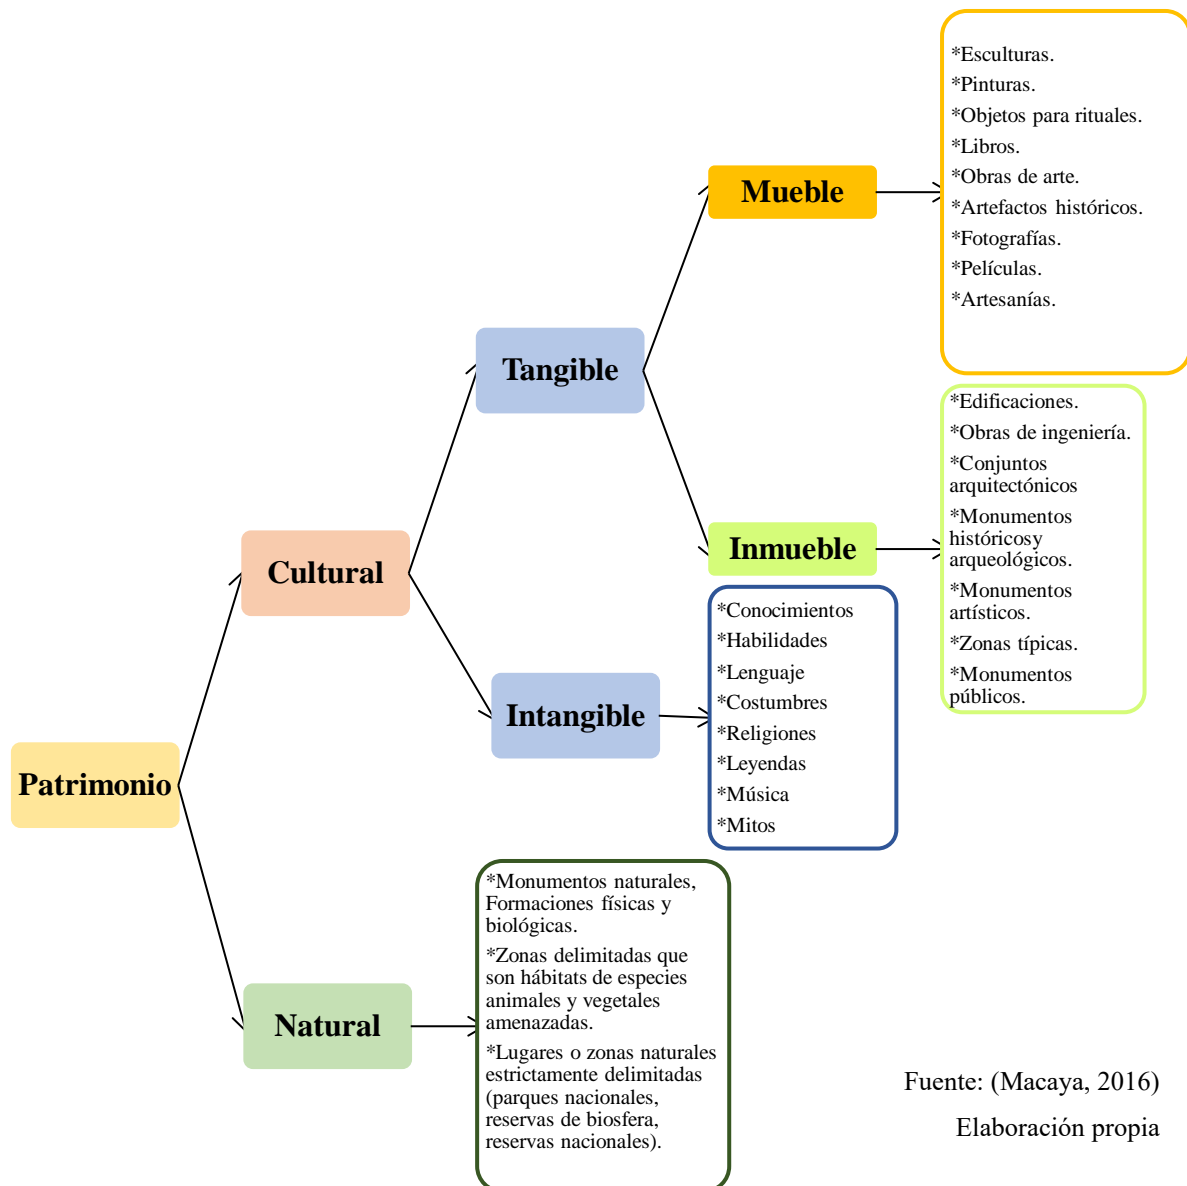 Patrimonio
Cultural
Tangible
Mueble
*Esculturas.
*Pinturas.
*Objetos para rituales.
*Libros.
*Obras de arte.
*Artefactos históricos.
*Fotografías.
*Películas.
*Artesanías.
Inmueble
*Edificaciones.
*Obras de ingeniería.
*Conjuntos
arquitectónicos
*Monumentos
históricosy
arqueológicos.
*Monumentos
artísticos.
*Zonas típicas.
*Monumentos
públicos.
Intangible
*Conocimientos
*Habilidades
*Lenguaje
*Costumbres
*Religiones
*Leyendas
*Música
*Mitos
Natural
*Monumentos naturales,
Formaciones físicas y
biológicas.
*Zonas delimitadas que
son hábitats de especies
animales y vegetales
amenazadas.
*Lugares o zonas naturales
estrictamente delimitadas
(parques nacionales,
reservas de biosfera,
reservas nacionales).
Fuente: (Macaya, 2016)
Elaboración propia